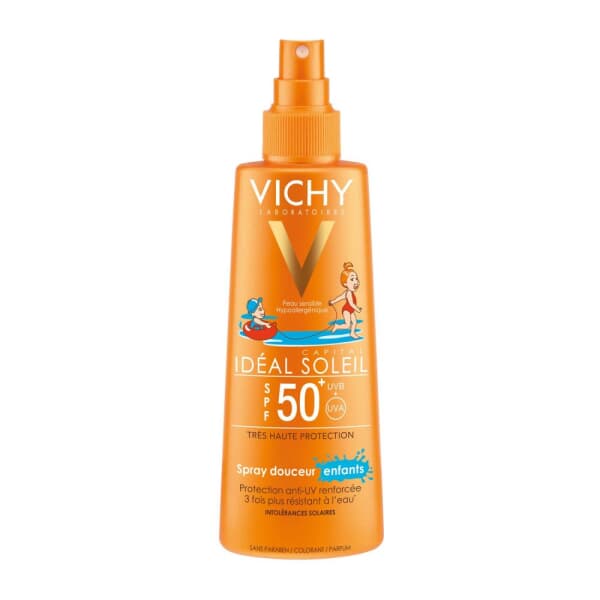 VICHY
LABORATOIRES
V
Peau sensible
Hypoallergénique
CAPITAL
IDÉAL SOLEIL
SPF 50+ UVB + UVA
TRÈS HAUTE PROTECTION
Spray douceur enfants
Protection anti-UV renforcée
3 fois plus résistant à l'eau*
INTOLÉRANCES SOLAIRES
SANS PARABEN / COLORANT / PARFUM